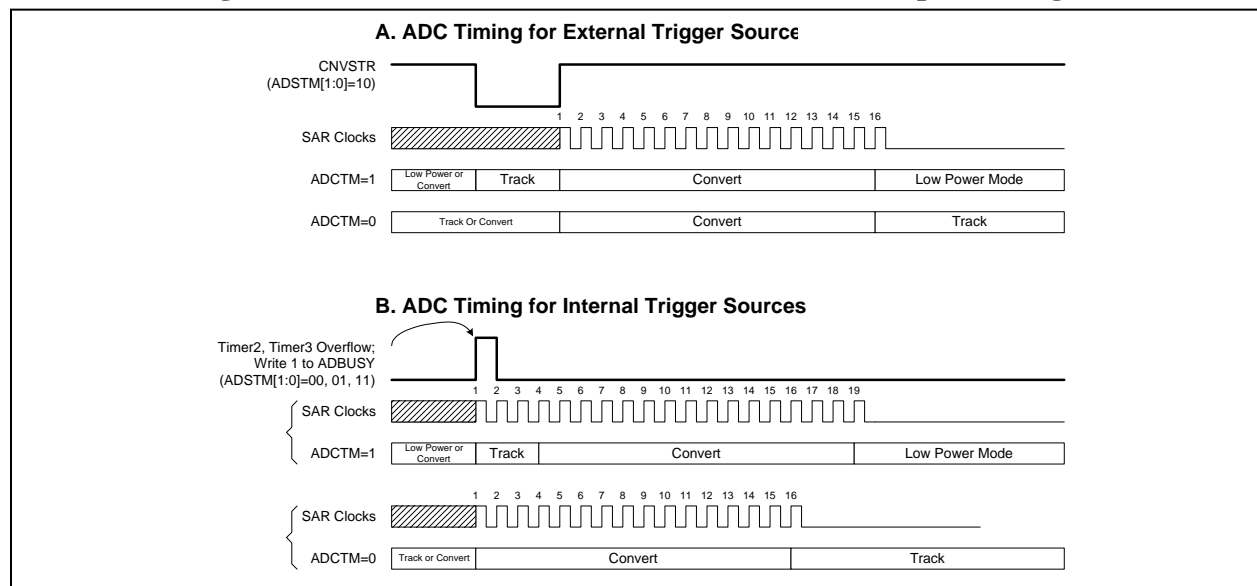 A. ADC Timing for External Trigger Source
CNVSTR
(ADSTM[1:0]=10)
1 2 3 4 5 6 7 8 9 10 11 12 13 14 15 16
SAR Clocks
ADCTM=1
Low Power or
Convert
Track
Convert
Low Power Mode
ADCTM=0
Track Or Convert
Convert
Track
B. ADC Timing for Internal Trigger Sources
Timer2, Timer3 Overflow;
Write 1 to ADBUSY
(ADSTM[1:0]=00, 01, 11)
1 2 3 4 5 6 7 8 9 10 11 12 13 14 15 16 17 18 19
SAR Clocks
ADCTM=1
Low Power or
Convert
Track
Convert
Low Power Mode
1 2 3 4 5 6 7 8 9 10 11 12 13 14 15 16
SAR Clocks
ADCTM=0
Track or Convert
Convert
Track